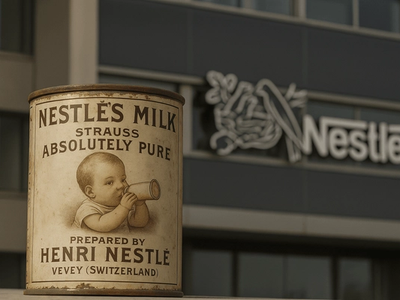 NESTLÉ'S MILK
STRAUSS
ABSOLUTELY PURE
PREPARED BY
HENRI NESTLÉ
VEVEY (SWITZERLAND)
Nestlé